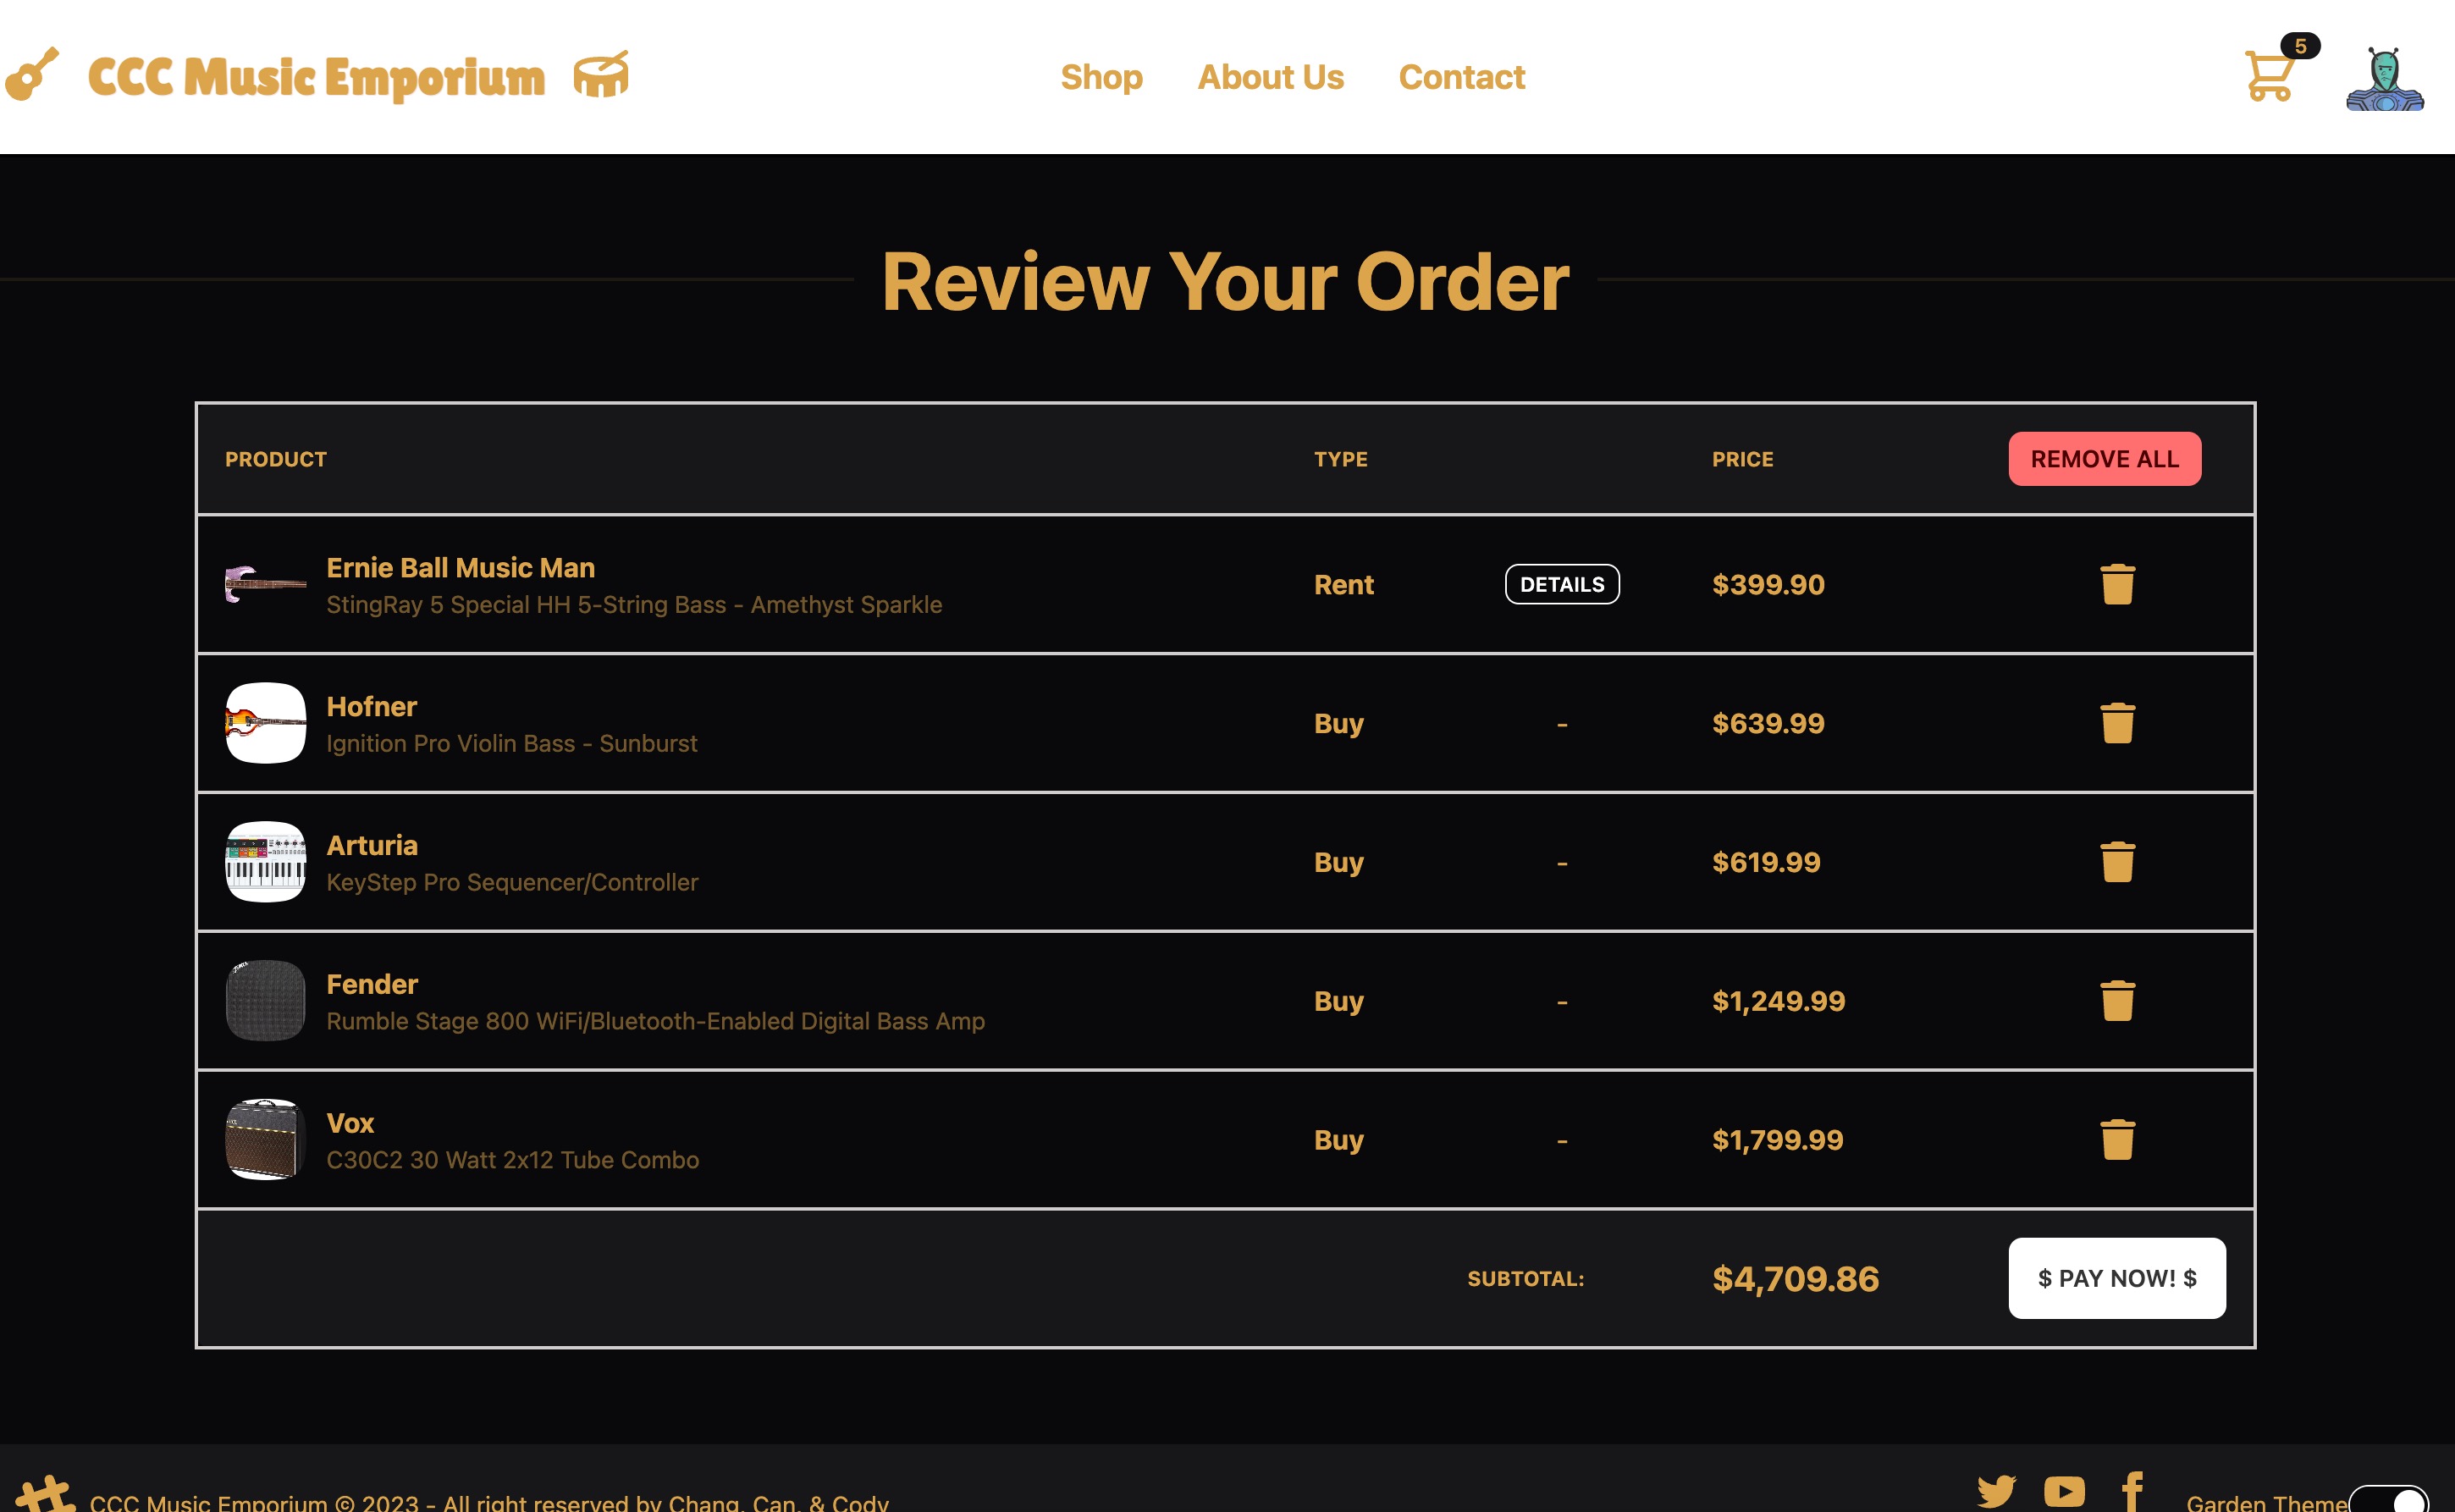 CCC Music Emporium
Shop About Us Contact
5
Review Your Order
PRODUCT TYPE PRICE REMOVE ALL
Ernie Ball Music Man
StingRay 5 Special HH 5-String Bass - Amethyst Sparkle
Rent DETAILS $399.90
Hofner
Ignition Pro Violin Bass - Sunburst
Buy - $639.99
Arturia
KeyStep Pro Sequencer/Controller
Buy - $619.99
Fender
Rumble Stage 800 WiFi/Bluetooth-Enabled Digital Bass Amp
Buy - $1,249.99
Vox
C30C2 30 Watt 2x12 Tube Combo
Buy - $1,799.99
SUBTOTAL: $4,709.86 $ PAY NOW! $
CCC Music Emporium © 2023 - All right reserved by Chang, Can, & Cody
Garden Theme